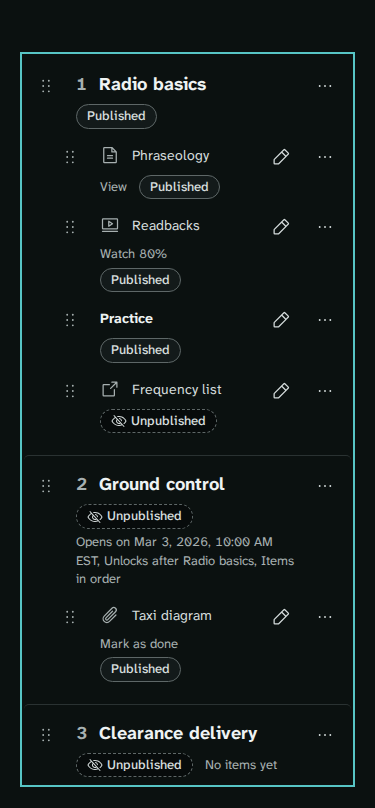 1 Radio basics
Published
Phraseology
View Published
Readbacks
Watch 80%
Published
Practice
Published
Frequency list
Unpublished
2 Ground control
Unpublished
Opens on Mar 3, 2026, 10:00 AM
EST, Unlocks after Radio basics, Items
in order
Taxi diagram
Mark as done
Published
3 Clearance delivery
Unpublished No items yet